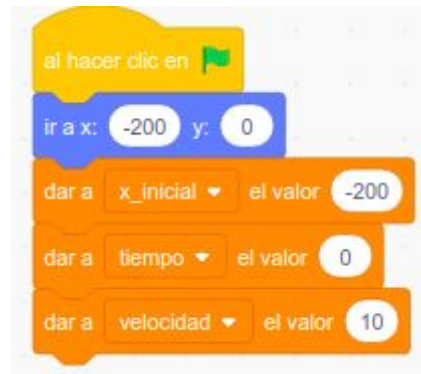 al hacer clic en
ir a x: -200 y: 0
dar a x_inicial el valor -200
dar a tiempo el valor 0
dar a velocidad el valor 10